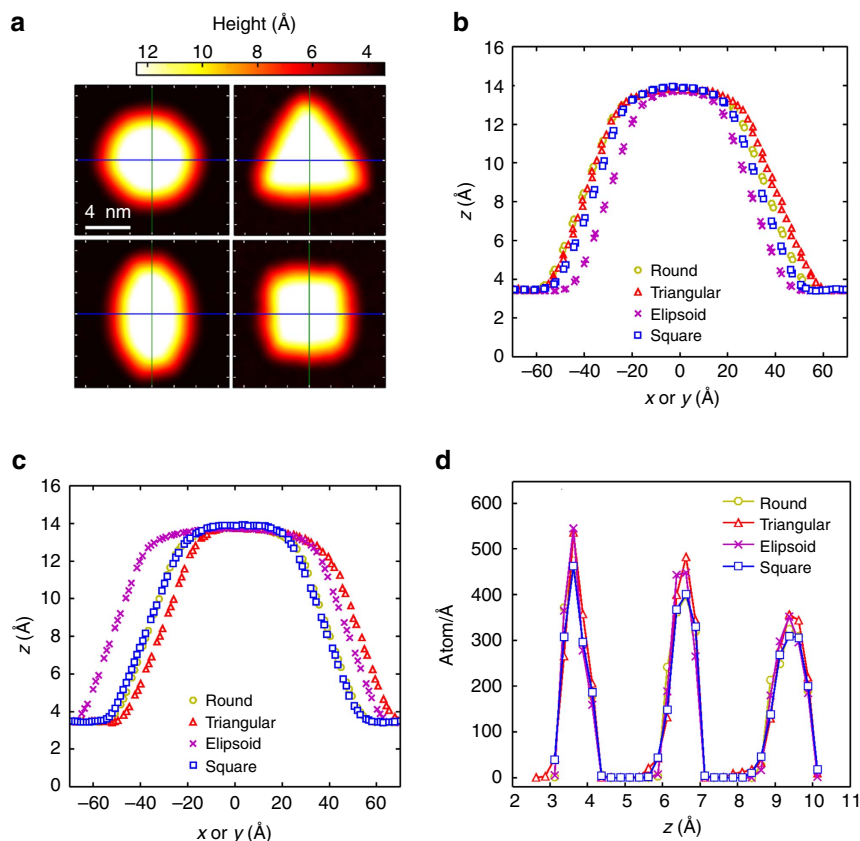 a
Height (Å)
12 10 8 6 4
4 nm
b
16
14
12
10
8
6
4
2
0
z (Å)
Round
Triangular
Elipsoid
Square
−60 −40 −20 0 20 40 60
x or y (Å)
c
16
14
12
10
8
6
4
2
0
z (Å)
Round
Triangular
Elipsoid
Square
−60 −40 −20 0 20 40 60
x or y (Å)
d
600
500
400
300
200
100
0
Atom/Å
Round
Triangular
Elipsoid
Square
2 3 4 5 6 7 8 9 10 11
z (Å)